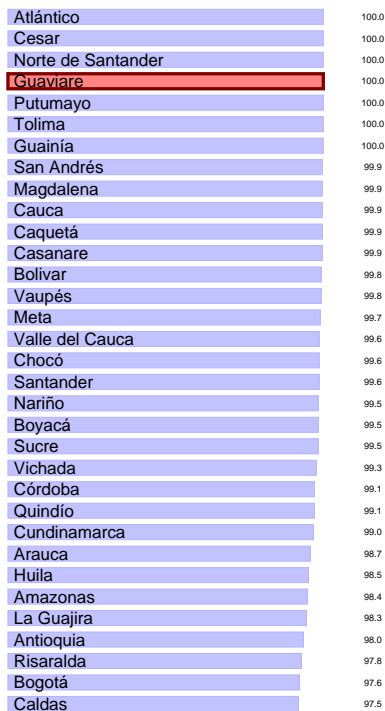 Atlántico 100.0
Cesar 100.0
Norte de Santander 100.0
Guaviare 100.0
Putumayo 100.0
Tolima 100.0
Guainía 100.0
San Andrés 99.9
Magdalena 99.9
Cauca 99.9
Caquetá 99.9
Casanare 99.9
Bolivar 99.8
Vaupés 99.8
Meta 99.7
Valle del Cauca 99.6
Chocó 99.6
Santander 99.6
Nariño 99.5
Boyacá 99.5
Sucre 99.5
Vichada 99.3
Córdoba 99.1
Quindío 99.1
Cundinamarca 99.0
Arauca 98.7
Huila 98.5
Amazonas 98.4
La Guajira 98.3
Antioquia 98.0
Risaralda 97.8
Bogotá 97.6
Caldas 97.5